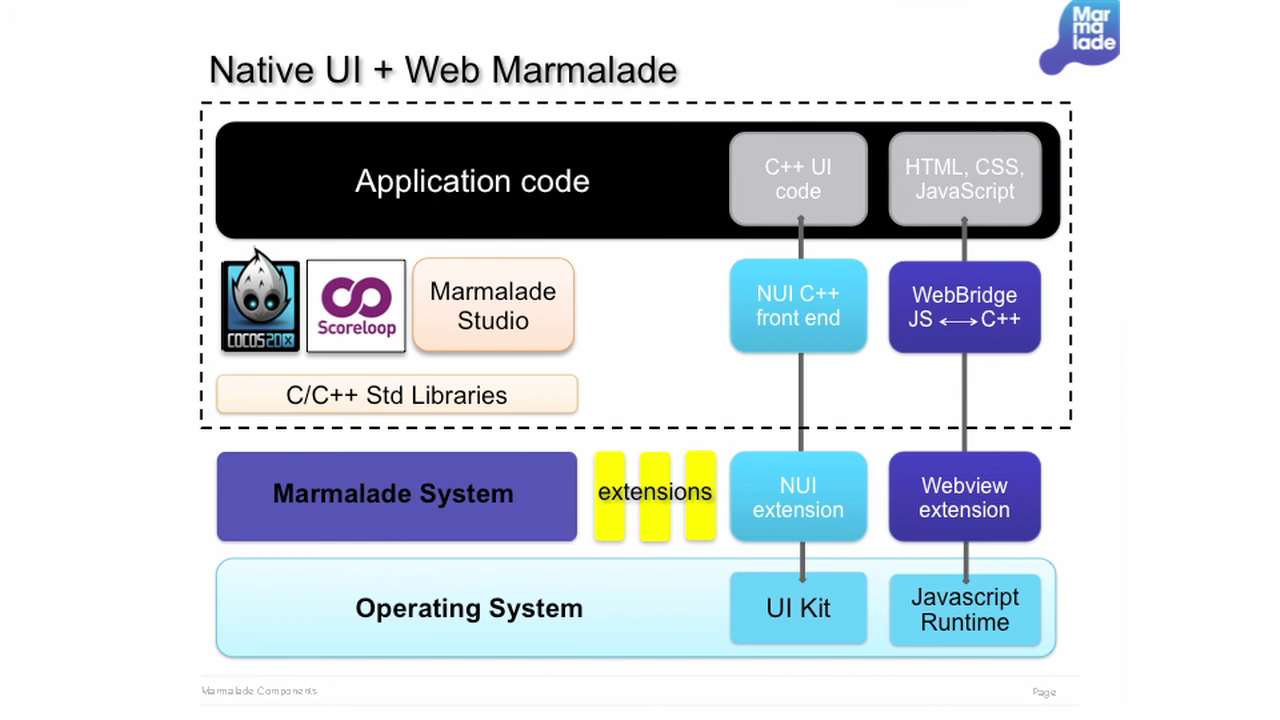 Mar
ma
lade
Native UI + Web Marmalade
Application code
C++ UI
code
HTML, CSS,
JavaScript
COCOS2DX
Scoreloop
Marmalade
Studio
NUI C++
front end
WebBridge
JS ⟷ C++
C/C++ Std Libraries
Marmalade System
extensions
NUI
extension
Webview
extension
Operating System
UI Kit
Javascript
Runtime
Marmalade Components
Page